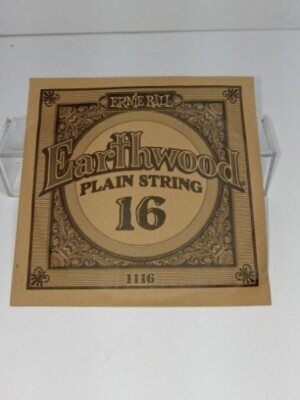 ERNIE BALL
Earthwood
PLAIN STRING
16
1116